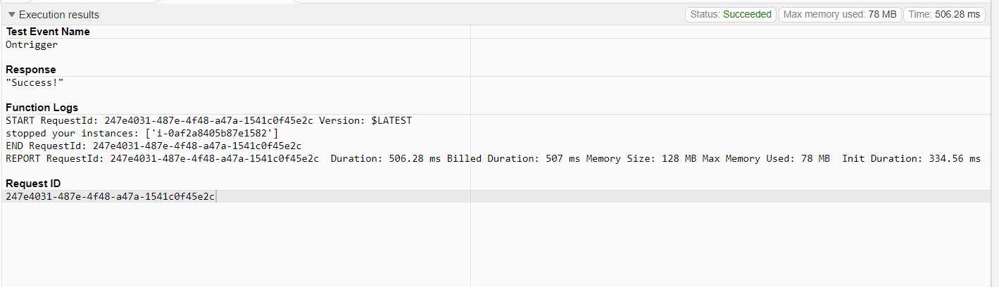 Execution results
Status: Succeeded
Max memory used: 78 MB
Time: 506.28 ms
Test Event Name
Ontrigger
Response
"Success!"
Function Logs
START RequestId: 247e4031-487e-4f48-a47a-1541c0f45e2c Version: $LATEST
stopped your instances: ['i-0af2a8405b87e1582']
END RequestId: 247e4031-487e-4f48-a47a-1541c0f45e2c
REPORT RequestId: 247e4031-487e-4f48-a47a-1541c0f45e2c  Duration: 506.28 ms Billed Duration: 507 ms Memory Size: 128 MB Max Memory Used: 78 MB  Init Duration: 334.56 ms
Request ID
247e4031-487e-4f48-a47a-1541c0f45e2c